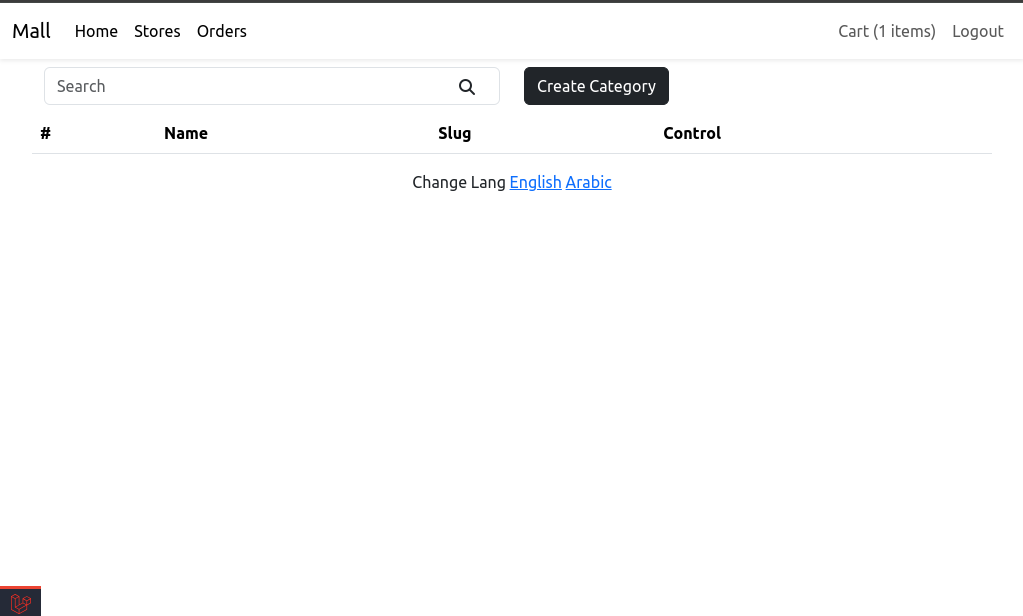 Mall Home Stores Orders Cart (1 items) Logout
Search Create Category
# Name Slug Control
Change Lang English Arabic